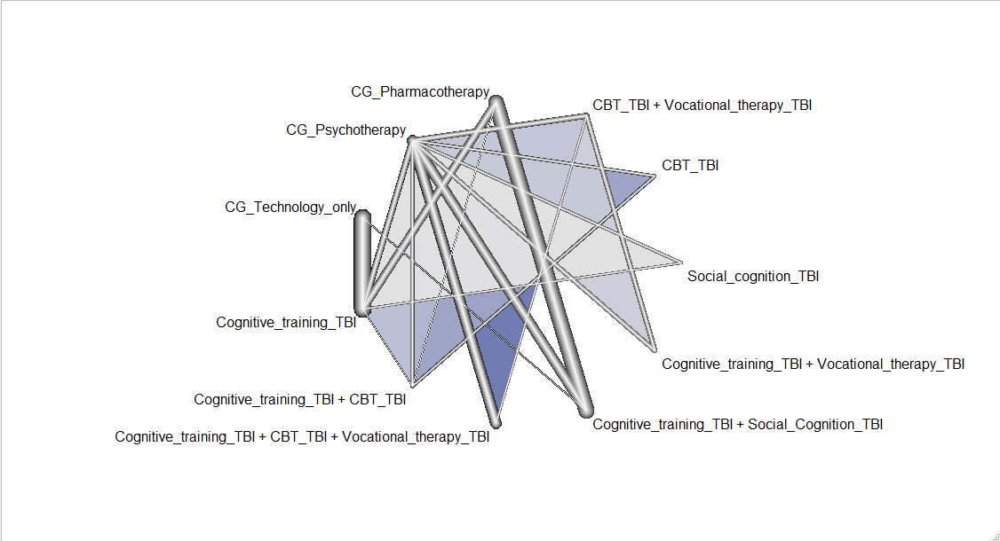 CG_Pharmacotherapy
CBT_TBI + Vocational_therapy_TBI
CG_Psychotherapy
CBT_TBI
CG_Technology_only
Social_cognition_TBI
Cognitive_training_TBI
Cognitive_training_TBI + Vocational_therapy_TBI
Cognitive_training_TBI + CBT_TBI
Cognitive_training_TBI + Social_Cognition_TBI
Cognitive_training_TBI + CBT_TBI + Vocational_therapy_TBI